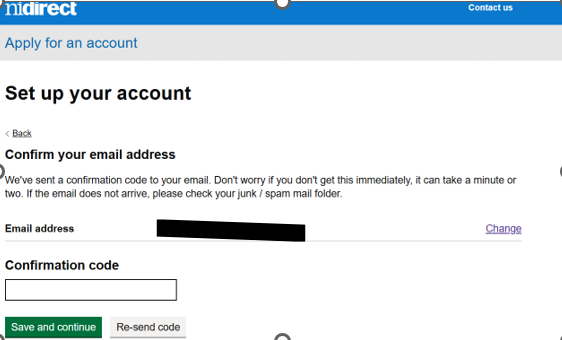 nidirect
Contact us
Apply for an account
Set up your account
< Back
Confirm your email address
We've sent a confirmation code to your email. Don't worry if you don't get this immediately, it can take a minute or
two. If the email does not arrive, please check your junk / spam mail folder.
Email address Change
Confirmation code
Save and continue Re-send code